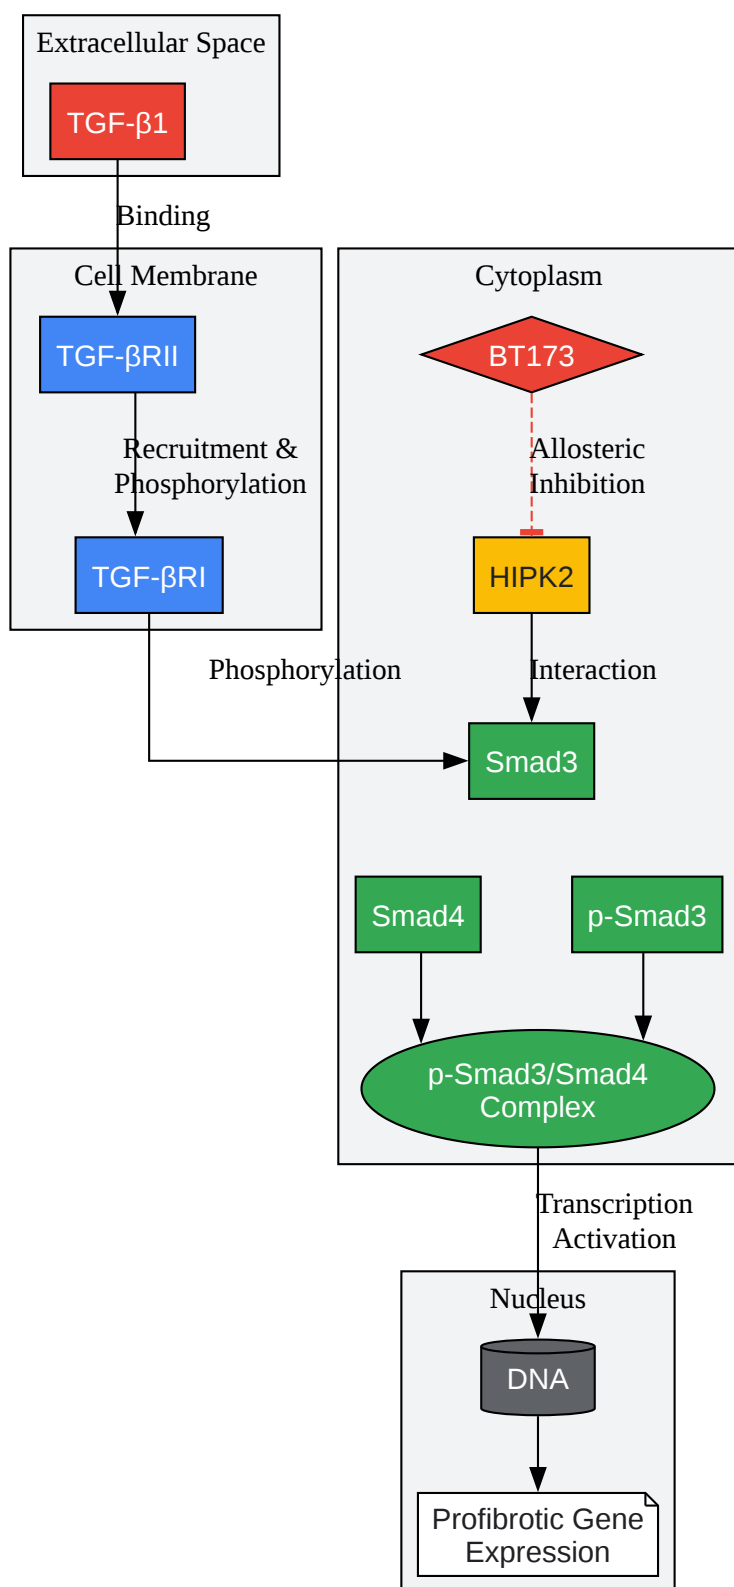 Extracellular Space
TGF-β1
Binding
Cell Membrane
TGF-βRII
Recruitment &
Phosphorylation
TGF-βRI
Phosphorylation
Cytoplasm
BT173
Allosteric
Inhibition
HIPK2
Interaction
Smad3
Smad4
p-Smad3
p-Smad3/Smad4
Complex
Transcription
Activation
Nucleus
DNA
Profibrotic Gene
Expression